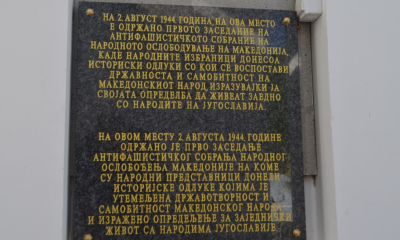 НА 2. АВГУСТ 1944. ГОДИНА, НА ОВА МЕСТО
Е ОДРЖАНО ПРВОТО ЗАСЕДАНИЕ НА
АНТИФАШИСТИЧКОТО СОБРАНИЕ НА
НАРОДНОТО ОСЛОБОДУВАЊЕ НА МАКЕДОНИЈА,
КАДЕ НАРОДНИТЕ ИЗБРАНИЦИ ДОНЕСОА
ИСТОРИСКИ ОДЛУКИ СО КОИ СЕ ВОСПОСТАВИ
ДРЖАВНОСТА И САМОБИТНОСТ НА
МАКЕДОНСКИОТ НАРОД, ИЗРАЗУВАЈЌИ ЈА
СВОЈАТА ОПРЕДЕЛБА ДА ЖИВЕАТ ЗАЕДНО
СО НАРОДИТЕ НА ЈУГОСЛАВИЈА.
НА ОВОМ МЕСТУ 2. АВГУСТА 1944. ГОДИНЕ
ОДРЖАНО ЈЕ ПРВО ЗАСЕДАЊЕ
АНТИФАШИСТИЧКОГ СОБРАЊА НАРОДНОГ
ОСЛОБОЂЕЊА МАКЕДОНИЈЕ НА КОМЕ
СУ НАРОДНИ ПРЕДСТАВНИЦИ ДОНЕЛИ
ИСТОРИЈСКЕ ОДЛУКЕ КОЈИМА ЈЕ
УТЕМЕЉЕНА ДРЖАВОТВОРНОСТ И
САМОБИТНОСТ МАКЕДОНСКОГ НАРОДА
И ИЗРАЖЕНО ОПРЕДЕЉЕЊЕ ЗА ЗАЈЕДНИЧКИ
ЖИВОТ СА НАРОДИМА ЈУГОСЛАВИЈЕ.